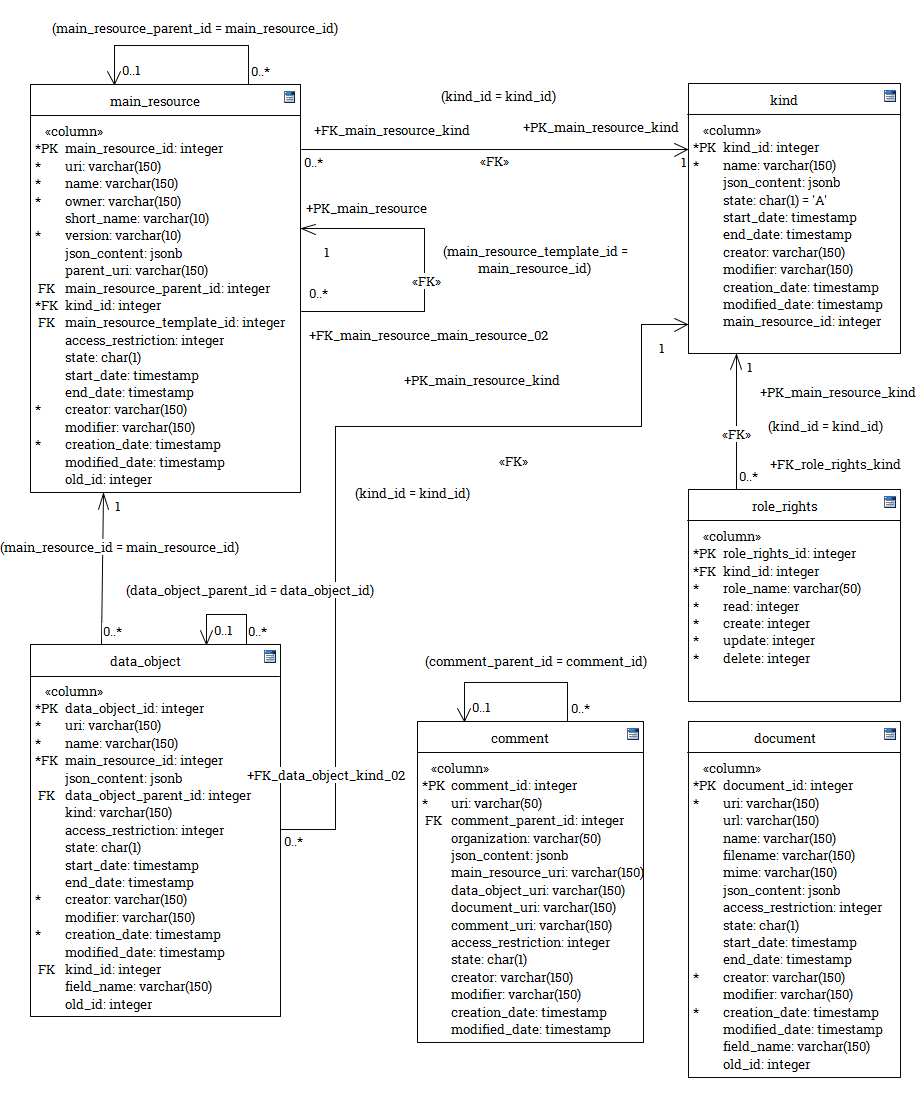 (main_resource_parent_id = main_resource_id)
0..1
0..*
main_resource
«column»
*PK main_resource_id: integer
* uri: varchar(150)
* name: varchar(150)
* owner: varchar(150)
short_name: varchar(10)
* version: varchar(10)
json_content: jsonb
parent_uri: varchar(150)
FK main_resource_parent_id: integer
*FK kind_id: integer
FK main_resource_template_id: integer
access_restriction: integer
state: char(1)
start_date: timestamp
end_date: timestamp
* creator: varchar(150)
modifier: varchar(150)
* creation_date: timestamp
modified_date: timestamp
old_id: integer
(kind_id = kind_id)
+FK_main_resource_kind
+PK_main_resource_kind
0..*
«FK»
1
+PK_main_resource
1
(main_resource_template_id =
main_resource_id)
«FK»
0..*
+FK_main_resource_main_resource_02
kind
«column»
*PK kind_id: integer
* name: varchar(150)
json_content: jsonb
state: char(1) = 'A'
start_date: timestamp
end_date: timestamp
creator: varchar(150)
modifier: varchar(150)
creation_date: timestamp
modified_date: timestamp
main_resource_id: integer
1
+PK_main_resource_kind
«FK»
(kind_id = kind_id)
1
+PK_main_resource_kind
(kind_id = kind_id)
«FK»
+FK_role_rights_kind
0..*
role_rights
«column»
*PK role_rights_id: integer
*FK kind_id: integer
* role_name: varchar(50)
* read: integer
* create: integer
* update: integer
* delete: integer
1
(main_resource_id = main_resource_id)
0..*
(data_object_parent_id = data_object_id)
0..1
0..*
data_object
«column»
*PK data_object_id: integer
* uri: varchar(150)
* name: varchar(150)
*FK main_resource_id: integer
json_content: jsonb
FK data_object_parent_id: integer
kind: varchar(150)
access_restriction: integer
state: char(1)
start_date: timestamp
end_date: timestamp
* creator: varchar(150)
modifier: varchar(150)
* creation_date: timestamp
modified_date: timestamp
FK kind_id: integer
field_name: varchar(150)
old_id: integer
+FK_data_object_kind_02
0..*
(comment_parent_id = comment_id)
0..1
0..*
comment
«column»
*PK comment_id: integer
* uri: varchar(50)
FK comment_parent_id: integer
organization: varchar(50)
json_content: jsonb
main_resource_uri: varchar(150)
data_object_uri: varchar(150)
document_uri: varchar(150)
comment_uri: varchar(150)
access_restriction: integer
state: char(1)
creator: varchar(150)
modifier: varchar(150)
creation_date: timestamp
modified_date: timestamp
document
«column»
*PK document_id: integer
* uri: varchar(150)
url: varchar(150)
name: varchar(150)
filename: varchar(150)
mime: varchar(150)
json_content: jsonb
access_restriction: integer
state: char(1)
start_date: timestamp
end_date: timestamp
* creator: varchar(150)
modifier: varchar(150)
* creation_date: timestamp
modified_date: timestamp
field_name: varchar(150)
old_id: integer